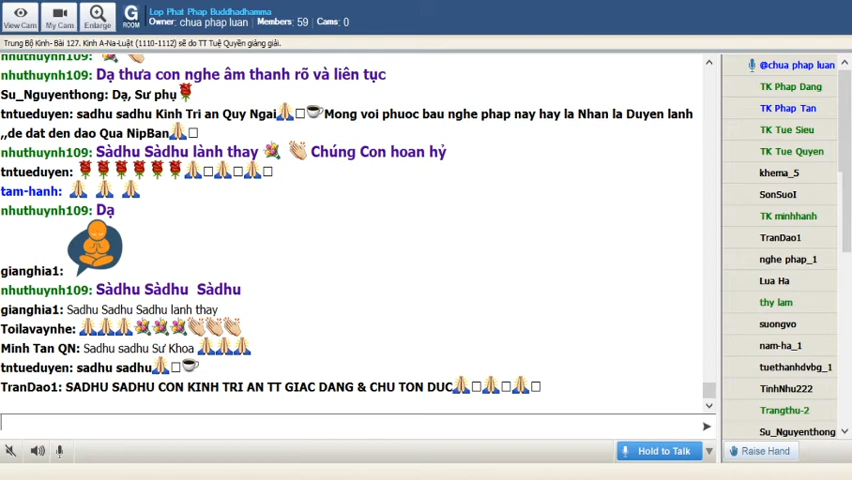 View Cam
My Cam
Enlarge
G
ROOM
Lop Phat Phap Buddhadhamma
Owner: chua phap luan Members: 59 Cams: 0
Trung Bộ Kinh- Bài 127. Kinh A-Na-Luật (1110-1112) sẽ do TT Tuệ Quyền giảng giải.
nhuthuynh109:
nhuthuynh109: Dạ thưa con nghe âm thanh rõ và liên tục
Su_Nguyenthong: Dạ, Sư phụ
tntueduyen: sadhu sadhu Kinh Tri an Quy Ngai Mong voi phuoc bau nghe phap nay hay la Nhan la Duyen lanh
,,de dat den dao Qua NipBan
nhuthuynh109: Sàdhu Sàdhu lành thay Chúng Con hoan hỷ
tntueduyen:
tam-hanh:
nhuthuynh109: Dạ
gianghia1:
nhuthuynh109: Sàdhu Sàdhu Sàdhu
gianghia1: Sadhu Sadhu Sadhu lanh thay
Toilavaynhe:
Minh Tan QN: Sadhu sadhu Sư Khoa
tntueduyen: sadhu sadhu
TranDao1: SADHU SADHU CON KINH TRI AN TT GIAC DANG & CHU TON DUC
Hold to Talk
@chua phap luan
TK Phap Dang
TK Phap Tan
TK Tue Sieu
TK Tue Quyen
khema_5
SonSuoI
TK minhhanh
TranDao1
nghe phap_1
Lua Ha
thy lam
suongvo
nam-ha_1
tuethanhdvbg_1
TinhNhu222
Trangthu-2
Su_Nguyenthong
Raise Hand